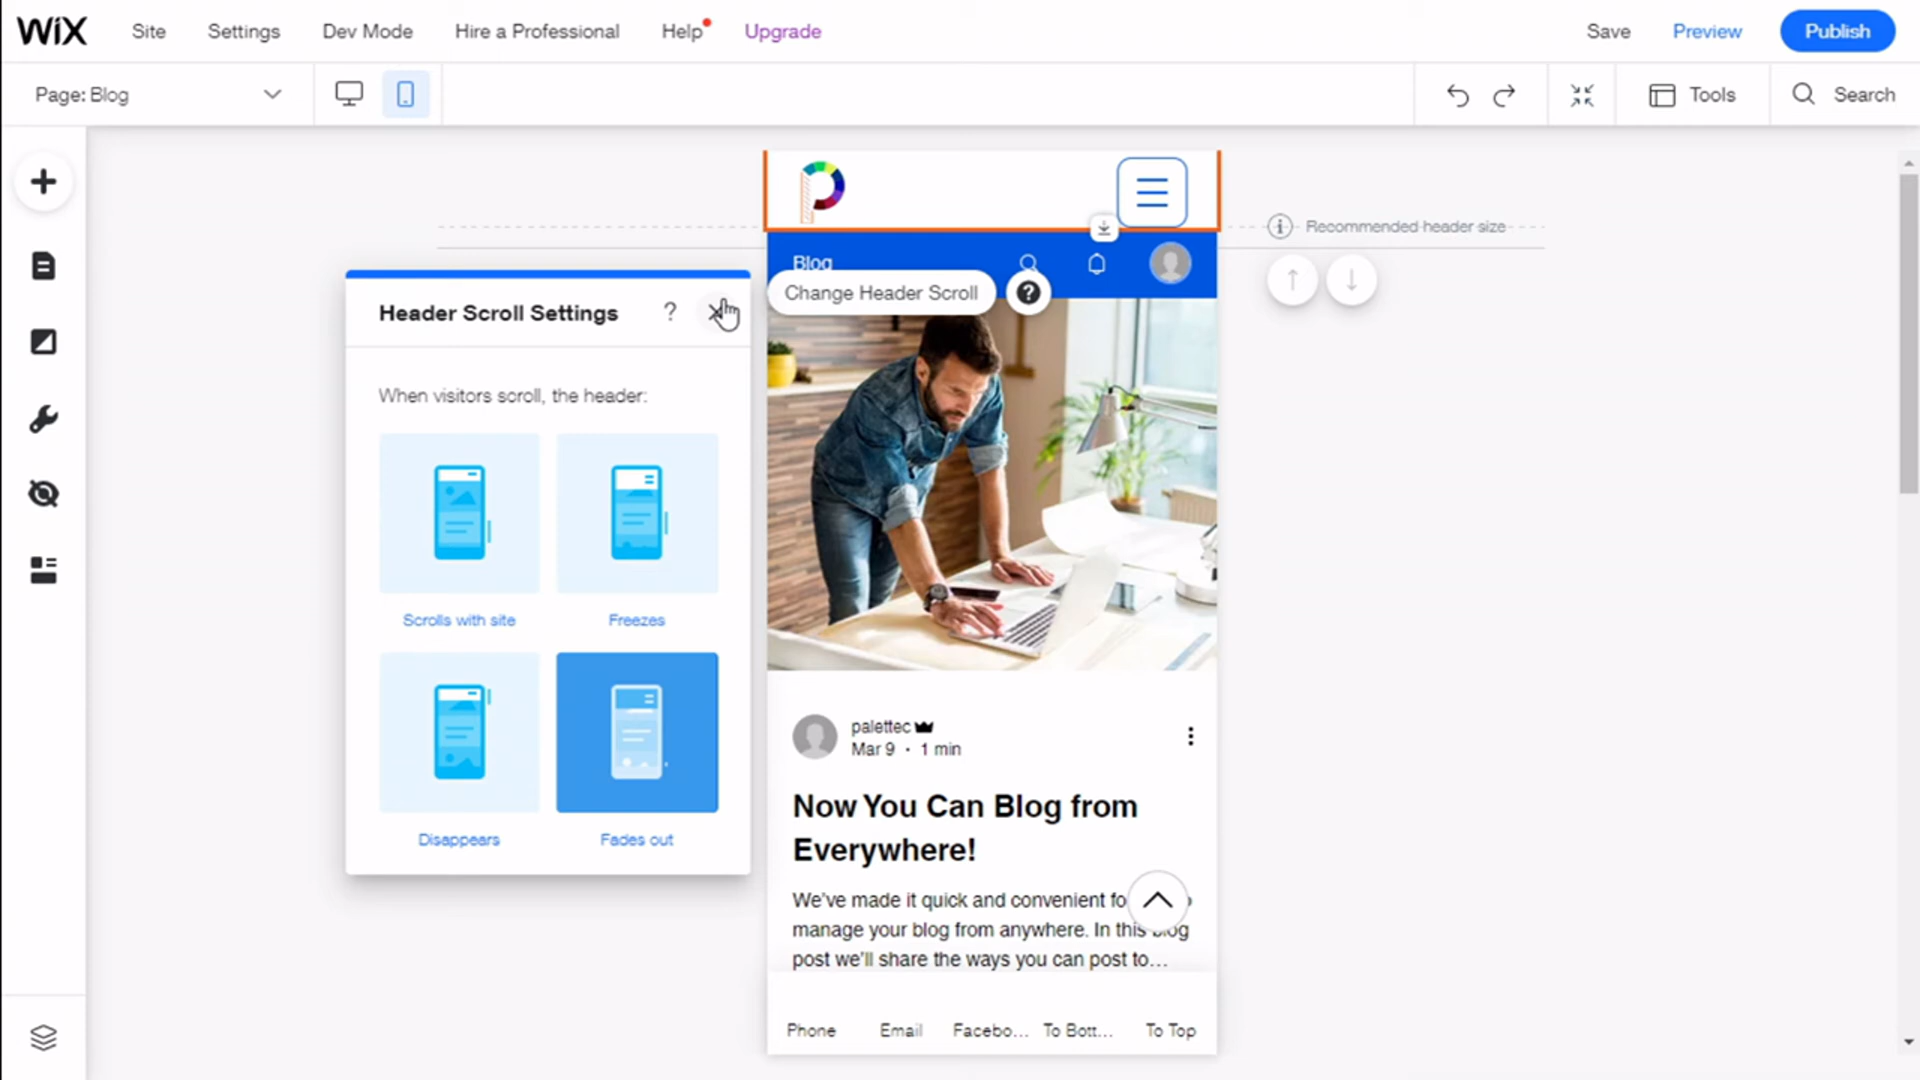 WiX
Site
Settings
Dev Mode
Hire a Professional
Help
Upgrade
Save
Preview
Publish
Page: Blog
Tools
Search
Recommended header size
Blog
Change Header Scroll
?
Header Scroll Settings
?
When visitors scroll, the header:
Scrolls with site
Freezes
Disappears
Fades out
palettec
Mar 9 · 1 min
Now You Can Blog from
Everywhere!
We've made it quick and convenient fo
manage your blog from anywhere. In this blog
post we'll share the ways you can post to...
Phone
Email
Facebo...
To Bott...
To Top